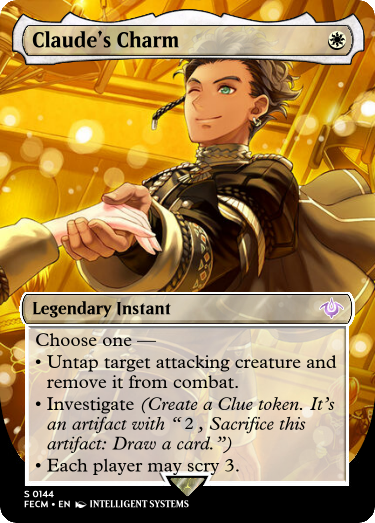 Claude's Charm
Legendary Instant
Choose one —
• Untap target attacking creature and
remove it from combat.
• Investigate (Create a Clue token. It's
an artifact with “2, Sacrifice this
artifact: Draw a card.”)
• Each player may scry 3.
S 0144
FECM • EN INTELLIGENT SYSTEMS